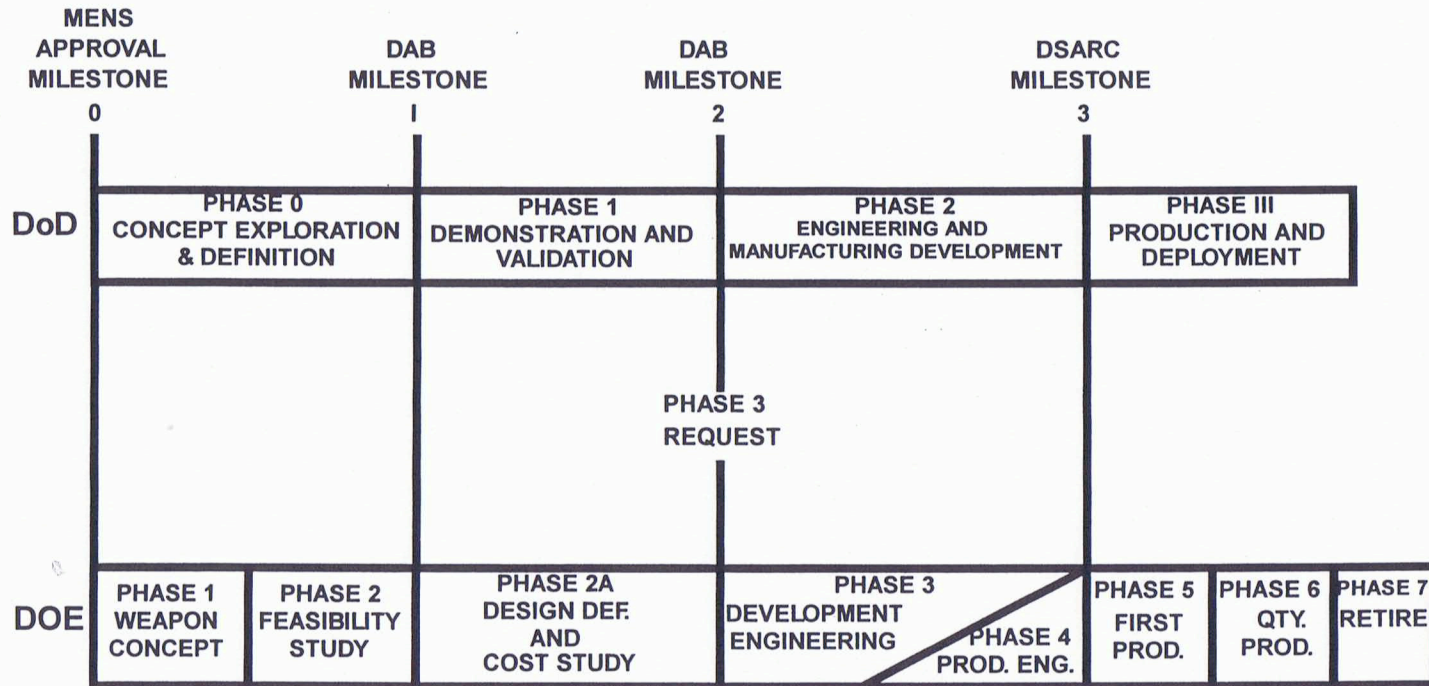 MENS
APPROVAL
MILESTONE
0
DAB
MILESTONE
I
DAB
MILESTONE
2
DSARC
MILESTONE
3
DoD
PHASE 0
CONCEPT EXPLORATION
& DEFINITION
PHASE 1
DEMONSTRATION AND
VALIDATION
PHASE 2
ENGINEERING AND
MANUFACTURING DEVELOPMENT
PHASE III
PRODUCTION AND
DEPLOYMENT
PHASE 3
REQUEST
DOE
PHASE 1
WEAPON
CONCEPT
PHASE 2
FEASIBILITY
STUDY
PHASE 2A
DESIGN DEF.
AND
COST STUDY
PHASE 3
DEVELOPMENT
ENGINEERING
PHASE 4
PROD. ENG.
PHASE 5
FIRST
PROD.
PHASE 6
QTY.
PROD.
PHASE 7
RETIRE